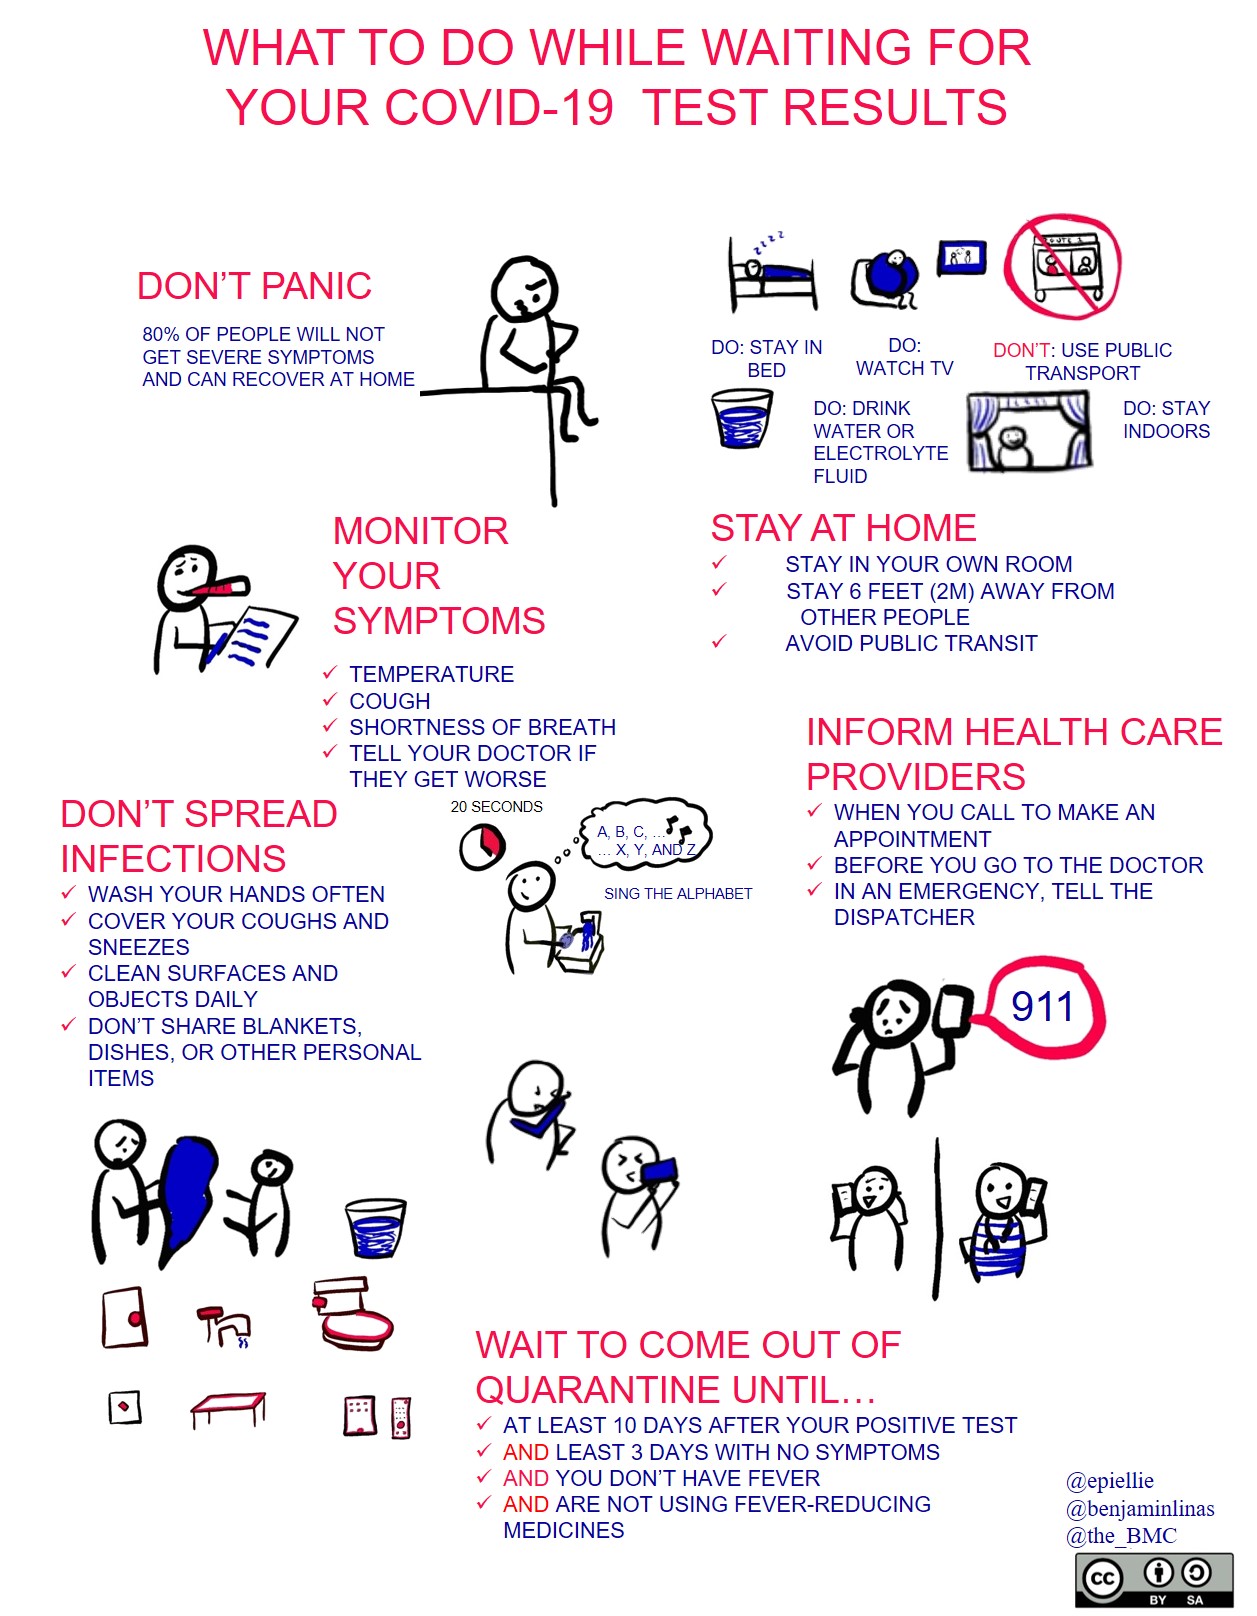 WHAT TO DO WHILE WAITING FOR
YOUR COVID-19 TEST RESULTS
DON'T PANIC
80% OF PEOPLE WILL NOT
GET SEVERE SYMPTOMS
AND CAN RECOVER AT HOME
DO: STAY IN
BED
DO:
WATCH TV
DON'T: USE PUBLIC
TRANSPORT
DO: DRINK
WATER OR
ELECTROLYTE
FLUID
DO: STAY
INDOORS
MONITOR
YOUR
SYMPTOMS
✓ TEMPERATURE
✓ COUGH
✓ SHORTNESS OF BREATH
✓ TELL YOUR DOCTOR IF
THEY GET WORSE
STAY AT HOME
✓ STAY IN YOUR OWN ROOM
✓ STAY 6 FEET (2M) AWAY FROM
OTHER PEOPLE
✓ AVOID PUBLIC TRANSIT
INFORM HEALTH CARE
PROVIDERS
✓ WHEN YOU CALL TO MAKE AN
APPOINTMENT
✓ BEFORE YOU GO TO THE DOCTOR
✓ IN AN EMERGENCY, TELL THE
DISPATCHER
911
DON'T SPREAD
INFECTIONS
✓ WASH YOUR HANDS OFTEN
✓ COVER YOUR COUGHS AND
SNEEZES
✓ CLEAN SURFACES AND
OBJECTS DAILY
✓ DON'T SHARE BLANKETS,
DISHES, OR OTHER PERSONAL
ITEMS
20 SECONDS
A, B, C, ...
... X, Y, AND Z
SING THE ALPHABET
WAIT TO COME OUT OF
QUARANTINE UNTIL…
✓ AT LEAST 10 DAYS AFTER YOUR POSITIVE TEST
✓ AND LEAST 3 DAYS WITH NO SYMPTOMS
✓ AND YOU DON'T HAVE FEVER
✓ AND ARE NOT USING FEVER-REDUCING
MEDICINES
@epiellie
@benjaminlinas
@the_BMC
cc
BY SA